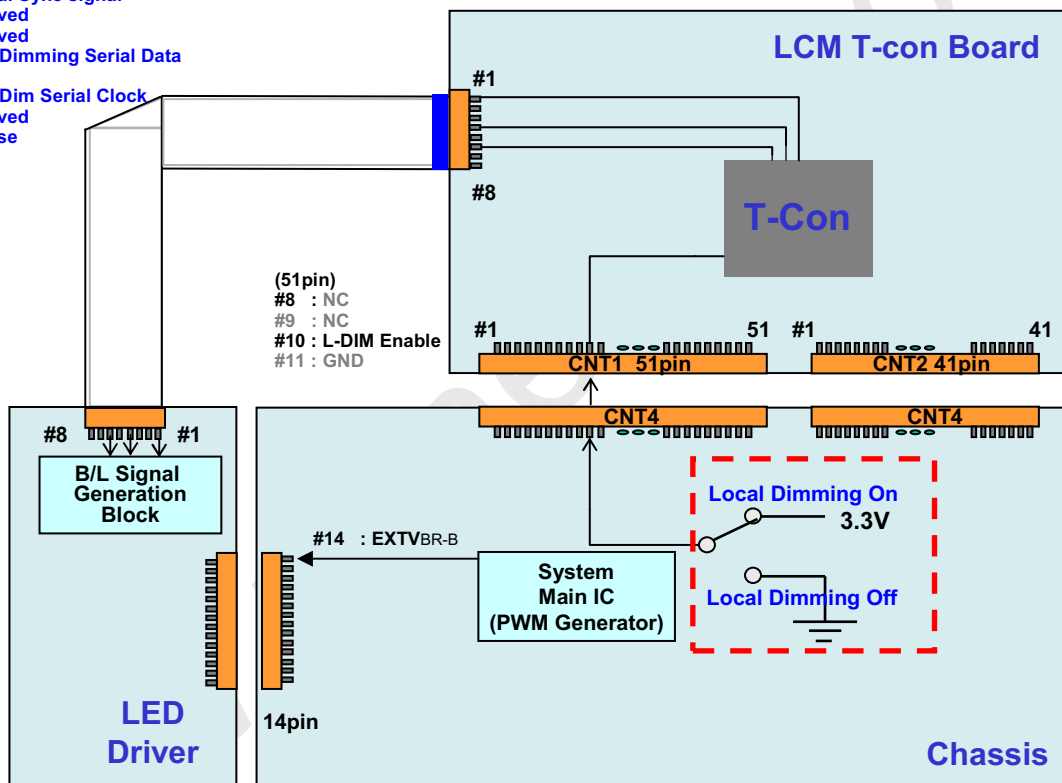 al Sync signal
ved
ved
Dimming Serial Data
Dim Serial Clock
ved
se
LCM T-con Board
#1
#8
T-Con
(51pin)
#8 : NC
#9 : NC
#10 : L-DIM Enable
#11 : GND
#1
51
#1
41
CNT1 51pin
CNT2 41pin
CNT4
CNT4
#8
#1
B/L Signal
Generation
Block
Local Dimming On
3.3V
#14 : EXTVBR-B
System
Main IC
(PWM Generator)
Local Dimming Off
14pin
LED
Driver
Chassis